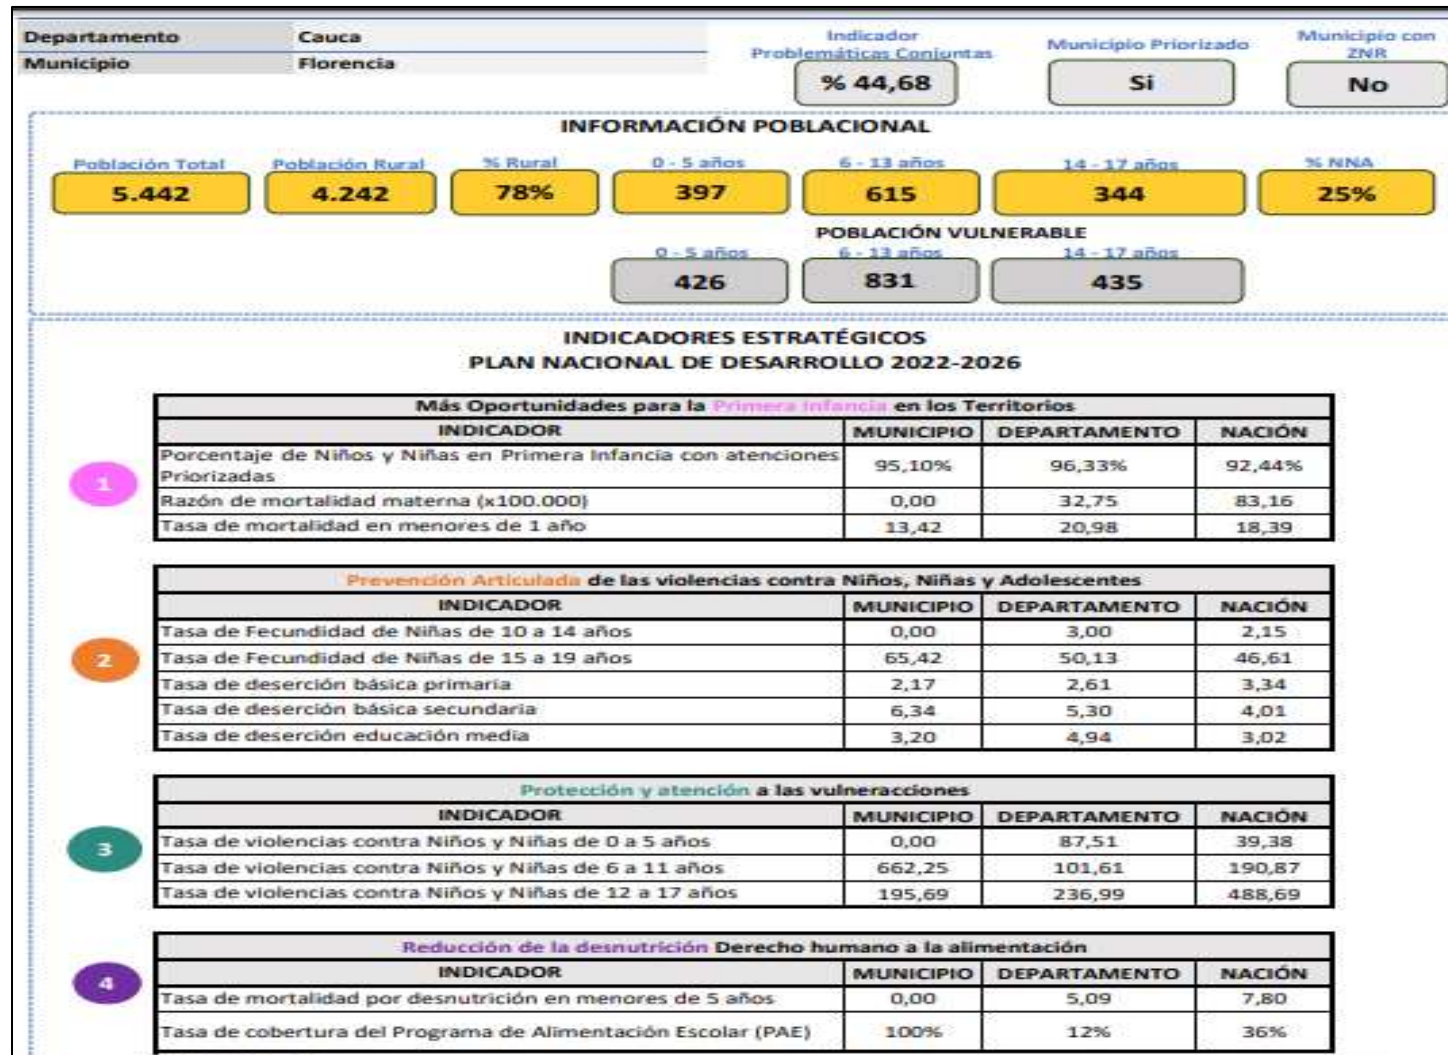 Departamento Cauca
Municipio Florencia
Indicador
Problemáticas Conjuntas
% 44,68
Municipio Priorizado
Si
Municipio con
ZNR
No
INFORMACIÓN POBLACIONAL
Población Total Población Rural % Rural 0 - 5 años 6 - 13 años 14 - 17 años % NNA
5.442 4.242 78% 397 615 344 25%
POBLACIÓN VULNERABLE
0 - 5 años 6 - 13 años 14 - 17 años
426 831 435
INDICADORES ESTRATÉGICOS
PLAN NACIONAL DE DESARROLLO 2022-2026
1
Más Oportunidades para la Primera Infancia en los Territorios
INDICADOR MUNICIPIO DEPARTAMENTO NACIÓN
Porcentaje de Niños y Niñas en Primera Infancia con atenciones
Priorizadas 95,10% 96,33% 92,44%
Razón de mortalidad materna (x100.000) 0,00 32,75 83,16
Tasa de mortalidad en menores de 1 año 13,42 20,98 18,39
2
Prevención Articulada de las violencias contra Niños, Niñas y Adolescentes
INDICADOR MUNICIPIO DEPARTAMENTO NACIÓN
Tasa de Fecundidad de Niñas de 10 a 14 años 0,00 3,00 2,15
Tasa de Fecundidad de Niñas de 15 a 19 años 65,42 50,13 46,61
Tasa de deserción básica primaria 2,17 2,61 3,34
Tasa de deserción básica secundaria 6,34 5,30 4,01
Tasa de deserción educación media 3,20 4,94 3,02
3
Protección y atención a las vulneracciones
INDICADOR MUNICIPIO DEPARTAMENTO NACIÓN
Tasa de violencias contra Niños y Niñas de 0 a 5 años 0,00 87,51 39,38
Tasa de violencias contra Niños y Niñas de 6 a 11 años 662,25 101,61 190,87
Tasa de violencias contra Niños y Niñas de 12 a 17 años 195,69 236,99 488,69
4
Reducción de la desnutrición Derecho humano a la alimentación
INDICADOR MUNICIPIO DEPARTAMENTO NACIÓN
Tasa de mortalidad por desnutrición en menores de 5 años 0,00 5,09 7,80
Tasa de cobertura del Programa de Alimentación Escolar (PAE) 100% 12% 36%